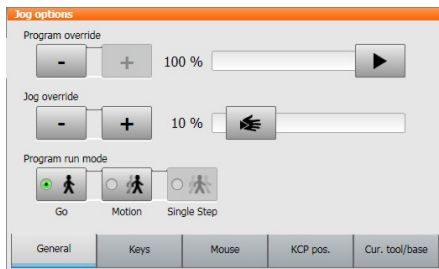 Jog options
Program override
- + 100 %
Jog override
- + 10 %
Program run mode
Go Motion Single Step
General Keys Mouse KCP pos. Cur. tool/base